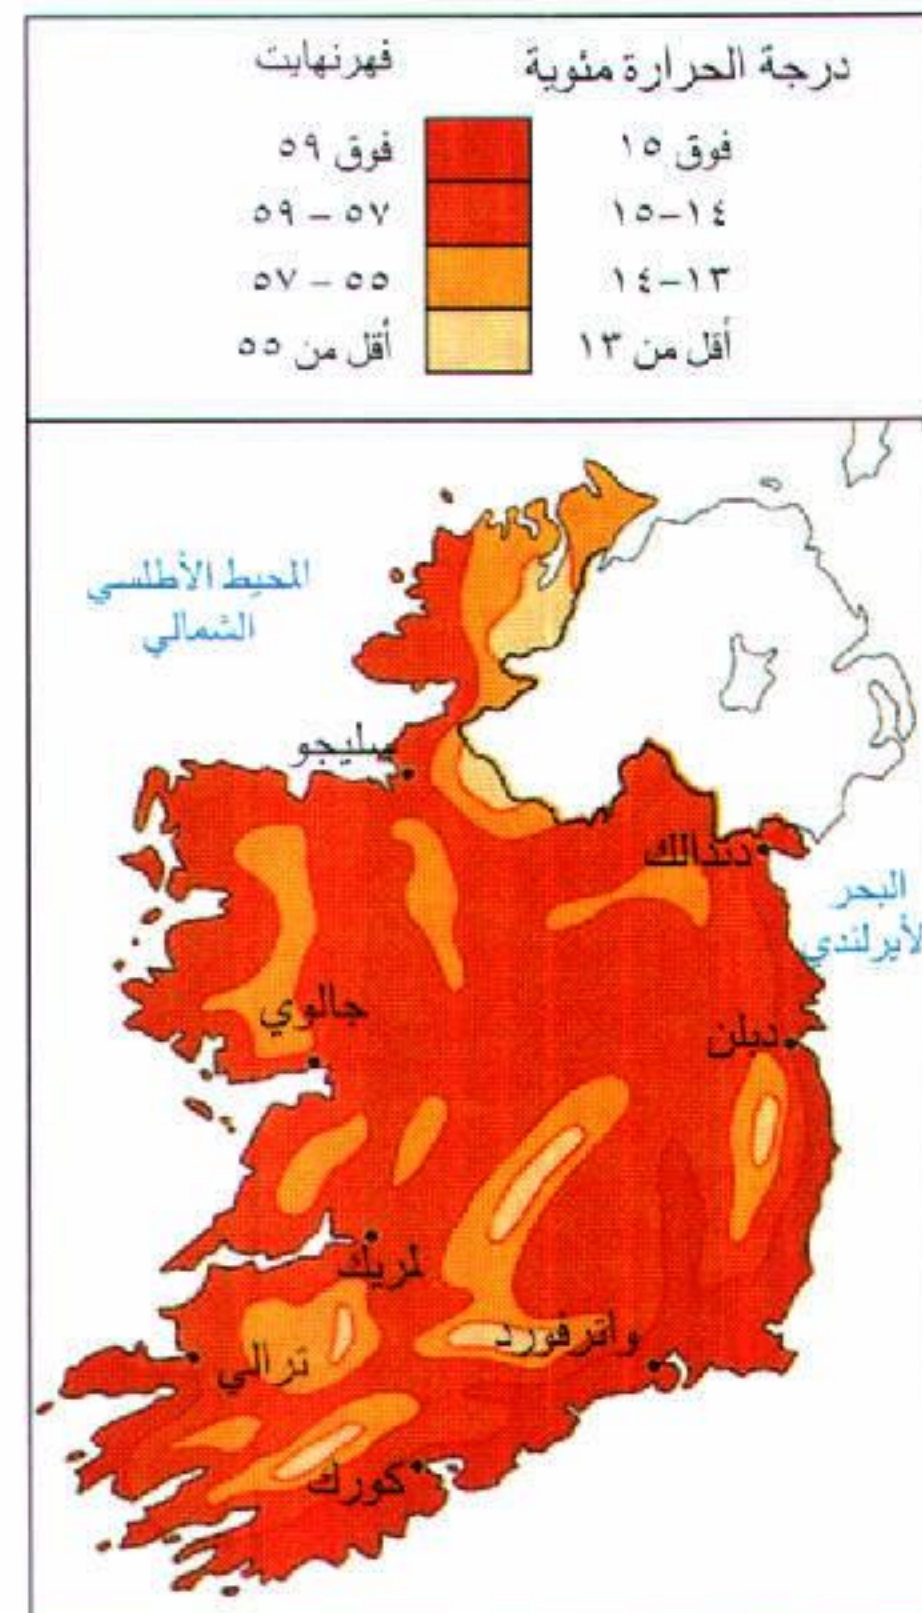 درجة الحرارة مئوية فهرنهايت
فوق ١٥ فوق ٥٩
١٤–١٥ ٥٧ – ٥٩
١٣–١٤ ٥٥ – ٥٧
أقل من ١٣ أقل من ٥٥
المحيط الأطلسي
الشمالي
سليجو
دندالك
البحر
لأيرلندي
جالوي
دبلن
لمريك
واترفورد
ترالي
كورك